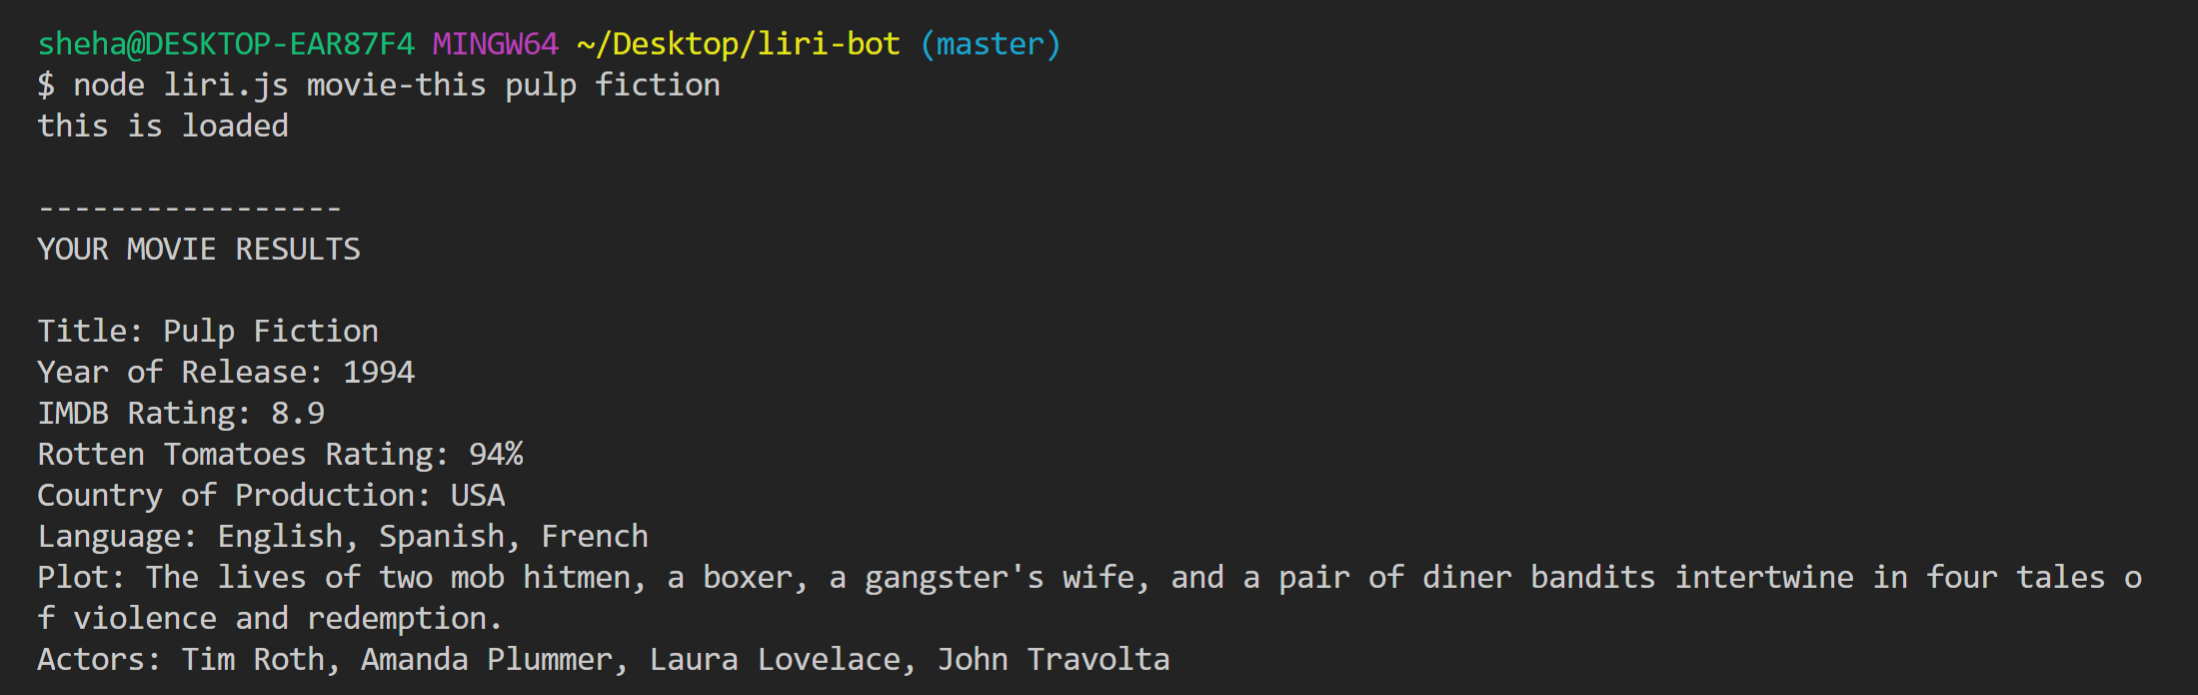 sheha@DESKTOP-EAR87F4 MINGW64 ~/Desktop/liri-bot (master)
$ node liri.js movie-this pulp fiction
this is loaded
-----------------
YOUR MOVIE RESULTS
Title: Pulp Fiction
Year of Release: 1994
IMDB Rating: 8.9
Rotten Tomatoes Rating: 94%
Country of Production: USA
Language: English, Spanish, French
Plot: The lives of two mob hitmen, a boxer, a gangster's wife, and a pair of diner bandits intertwine in four tales o
f violence and redemption.
Actors: Tim Roth, Amanda Plummer, Laura Lovelace, John Travolta